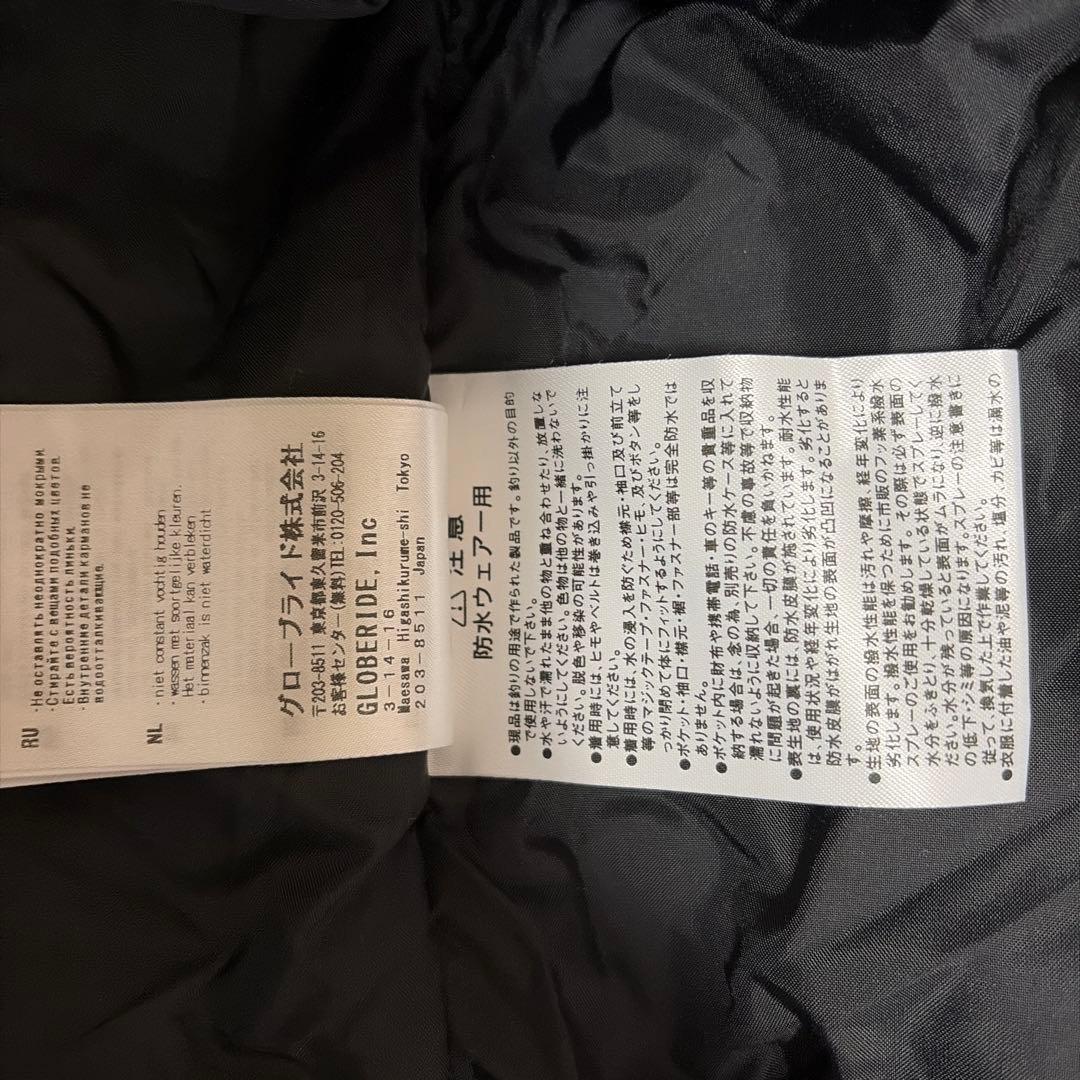 RU
·Не оставлять неоднократно мокрыми.
·Стирайте с вещами подобных цветов.
Есть вероятность линьки.
·Внутренние детали карманов не
водоотталкивающие.
NL
·niet constant vochtig houden
·wassen met soortgelijke kleuren.
Het materiaal kan verbleken
·binnenzak is niet waterdicht
グローブライド株式会社
〒203-8511 東京都東久留米市前沢 3-14-16
お客様センター(無料)TEL:0120-506-204
GLOBERIDE, Inc
3-14-16
Maesawa Higashikurume-shi Tokyo
203-8511 Japan
⚠ 注意
防水ウェアー用
●現品は釣りの用途で作られた製品です。釣り以外の目的
で使用しないで下さい。
●水や汗で濡れたまま他の物と重ね合わせたり、放置しな
いようにしてください。色物は他の物と一緒に洗わないで
ください。脱色や移染の可能性があります。
●着用時には、ヒモやベルトは巻き込みや引っ掛かりに注
意してください。
●着用時には、水の浸入を防ぐため襟元・袖口及び前立て
等のマジックテープ・ファスナー・ヒモ、及びボタン等をし
っかり閉めて体にフィットするようにしてください。
●ポケット・袖口・襟元・裾・ファスナー部等は完全防水では
ありません。
●ポケット内に財布や携帯電話・車のキー等の貴重品を収
納する場合は、念の為、別売りの防水ケース等に入れて
濡れないように収納して下さい。不慮の事故等で収納物
に問題が起きた場合、一切の責任を負いかねます。
●表生地の裏には、防水皮膜が施されています。耐水性能
は、使用状況や経年変化により劣化します。劣化すると
防水皮膜がはがれ生地の表面が凸凹になることがありま
す。
●生地の表面の撥水性能は汚れや摩擦、経年変化により
劣化します。撥水性能を保つために市販のフッ素系撥水
スプレーのご使用をお勧めします。その際は必ず表面の
水分をふきとり、十分乾燥している状態でスプレーしてく
ださい。水分が残っていると表面がムラになり、逆に撥水
の低下・シミ等の原因になります。スプレーの注意書きに
従って、換気した上で作業してください。
●衣服に付着した油や泥等の汚れ、塩分、カビ等は漏水の